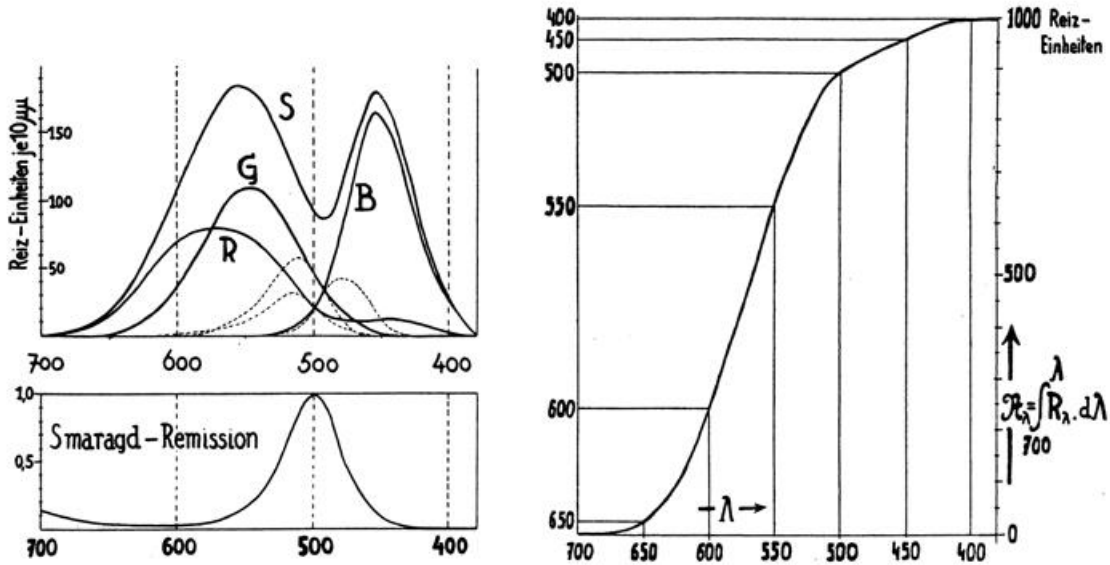 Reiz-Einheiten je 10 μμ
150
100
50
S
G
R
B
700
600
500
400
1,0
0,5
Smaragd-Remission
700
600
500
400
400
450
500
550
600
650
1000 Reiz-
Einheiten
500
0
ℜλ=∫Rλ.dλ
λ
700
- λ →
700
650
600
550
500
450
400